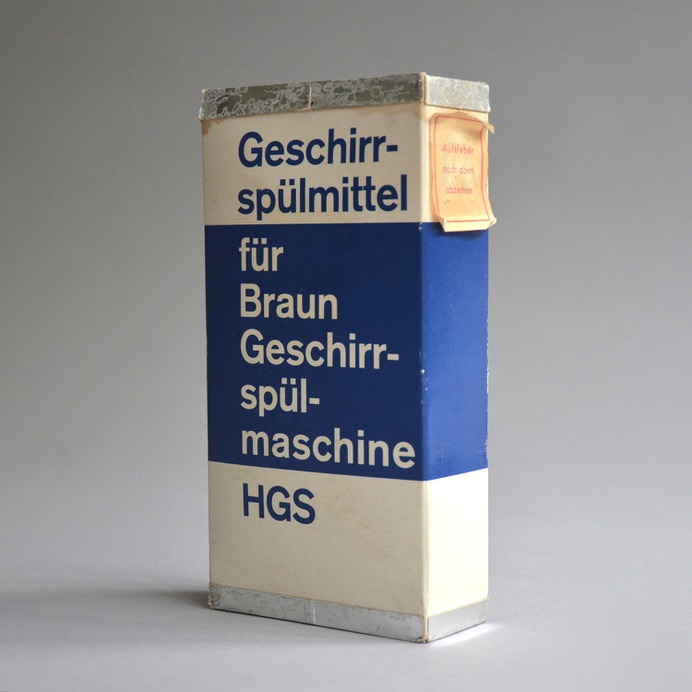 Geschirr-
spülmittel
für
Braun
Geschirr-
spül-
maschine
HGS
Aufkleber
nach oben
abziehen